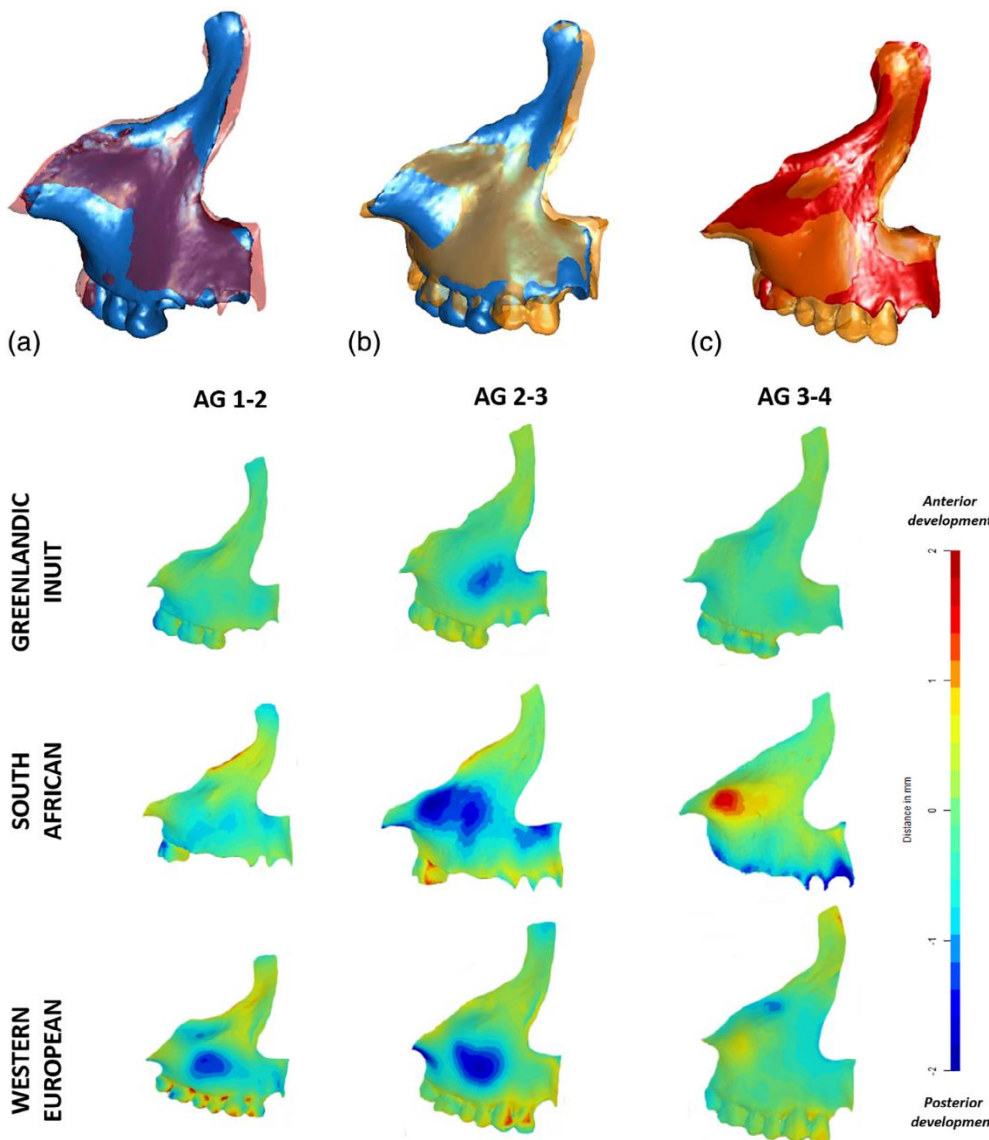 (a)
(b)
(c)
AG 1-2
AG 2-3
AG 3-4
GREENLANDIC
INUIT
SOUTH
AFRICAN
WESTERN
EUROPEAN
Anterior
development
2
1
0
-1
-2
Distance in mm
Posterior
development